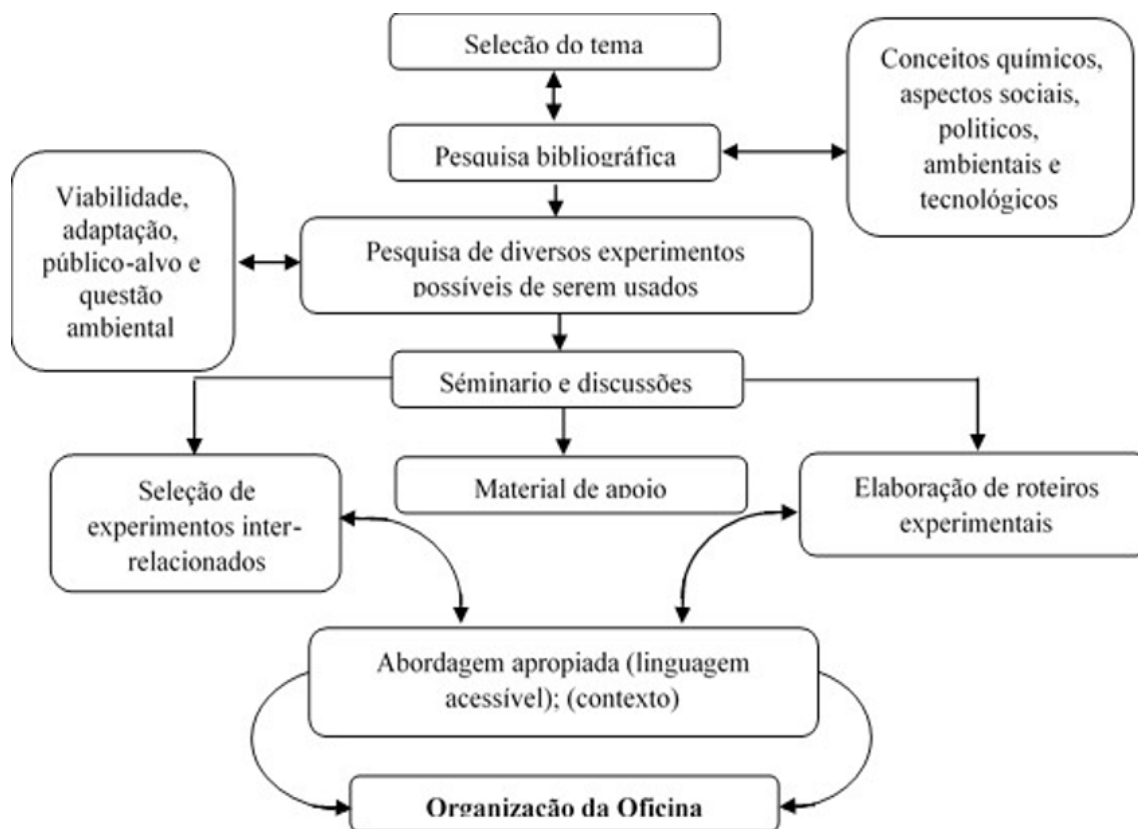 Selecão do tema
Conceitos químicos,
aspectos sociais,
politicos,
ambientais e
tecnológicos
Pesquisa bibliográfica
Viabilidade,
adaptação,
público-alvo e
questão
ambiental
Pesquisa de diversos experimentos
possíveis de serem usados
Séminario e discussões
Seleção de
experimentos inter-
relacionados
Material de apoio
Elaboração de roteiros
experimentais
Abordagem apropiada (linguagem
acessível); (contexto)
Organização da Oficina